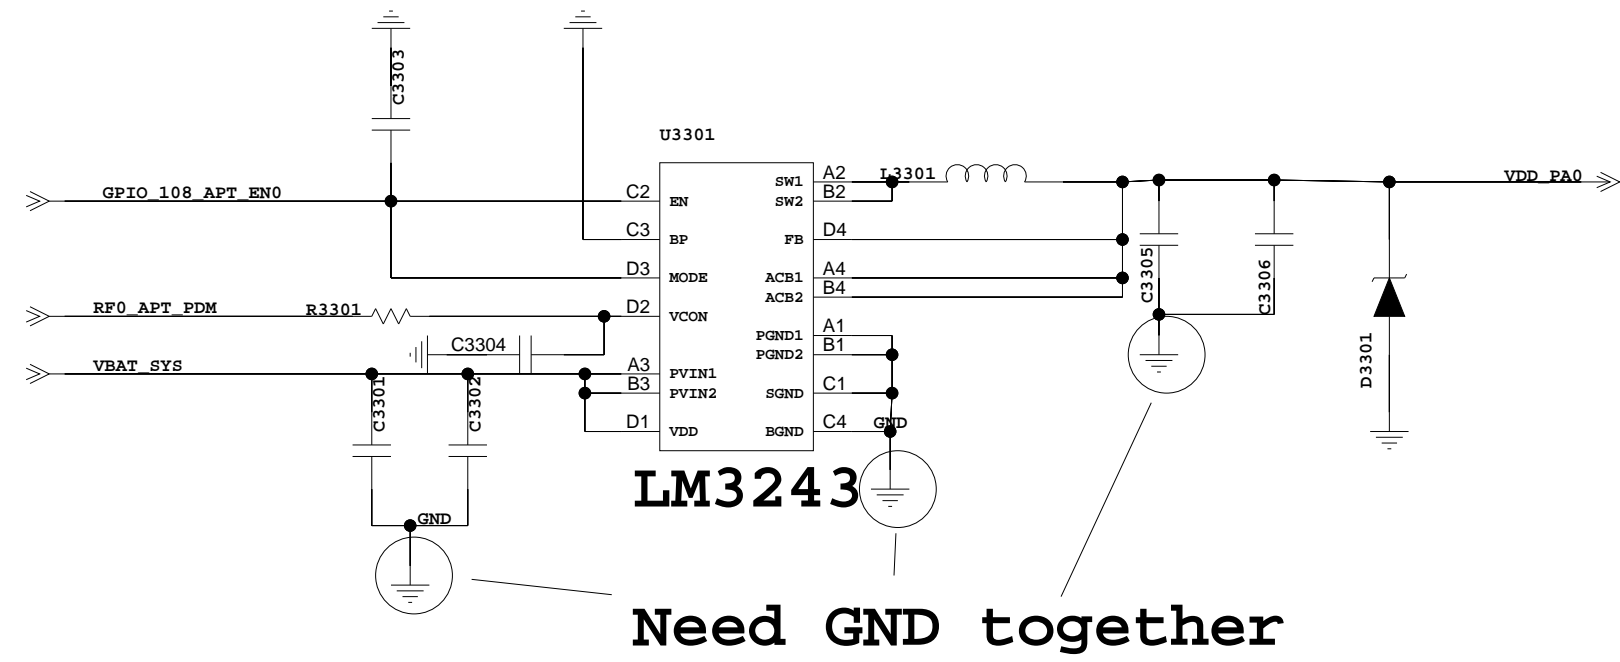 C3303
U3301
GPIO_108_APT_EN0
C2 EN
C3 BP
D3 MODE
RF0_APT_PDM R3301
D2 VCON
C3304
VBAT_SYS
A3 PVIN1
B3 PVIN2
D1 VDD
C3301 C3302
GND
SW1 A2 L3301
SW2 B2
FB D4
ACB1 A4
ACB2 B4
PGND1 A1
PGND2 B1
SGND C1
BGND C4 GND
VDD_PA0
C3305 C3306
D3301
LM3243
Need GND together